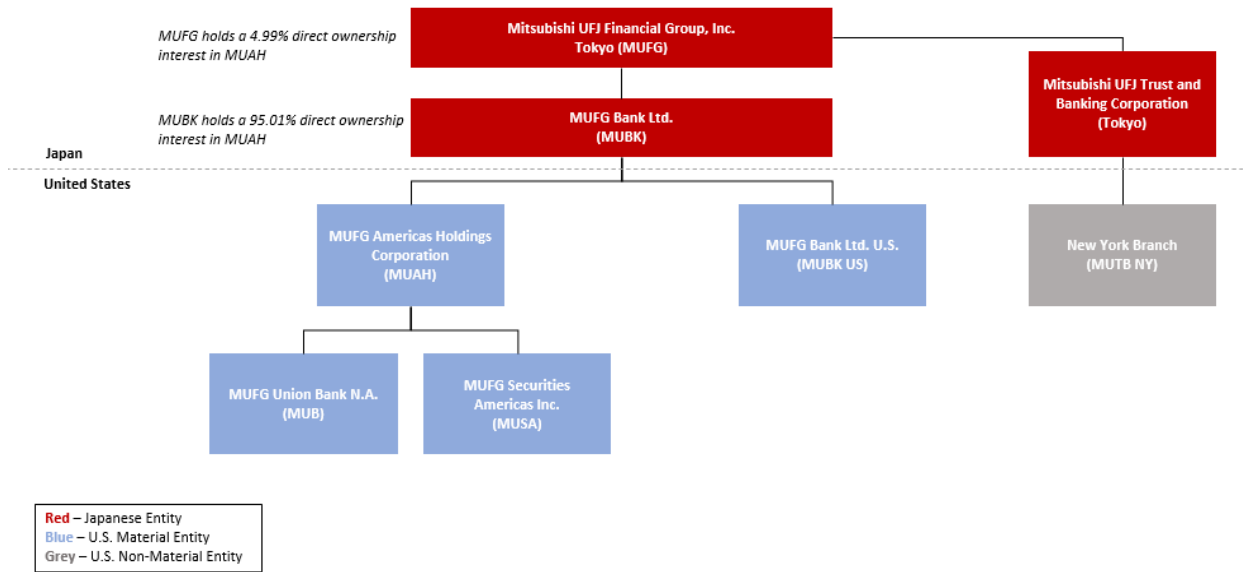 MUFG holds a 4.99% direct ownership
interest in MUAH
Mitsubishi UFJ Financial Group, Inc.
Tokyo (MUFG)
Mitsubishi UFJ Trust and
Banking Corporation
(Tokyo)
MUBK holds a 95.01% direct ownership
interest in MUAH
MUFG Bank Ltd.
(MUBK)
Japan
United States
MUFG Americas Holdings
Corporation
(MUAH)
MUFG Bank Ltd. U.S.
(MUBK US)
New York Branch
(MUTB NY)
MUFG Union Bank N.A.
(MUB)
MUFG Securities
Americas Inc.
(MUSA)
Red – Japanese Entity
Blue – U.S. Material Entity
Grey – U.S. Non-Material Entity